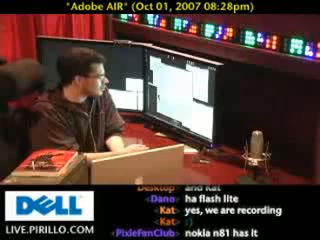 "Adobe AIR" (Oct 01, 2007 08:28pm)
DELL
LIVE.PIRILLO.COM
Desktop and Kat
<Dano> ha flash lite
<Kat> yes, we are recording
<Kat> :)
<PixieFanClub> nokia n81 has it